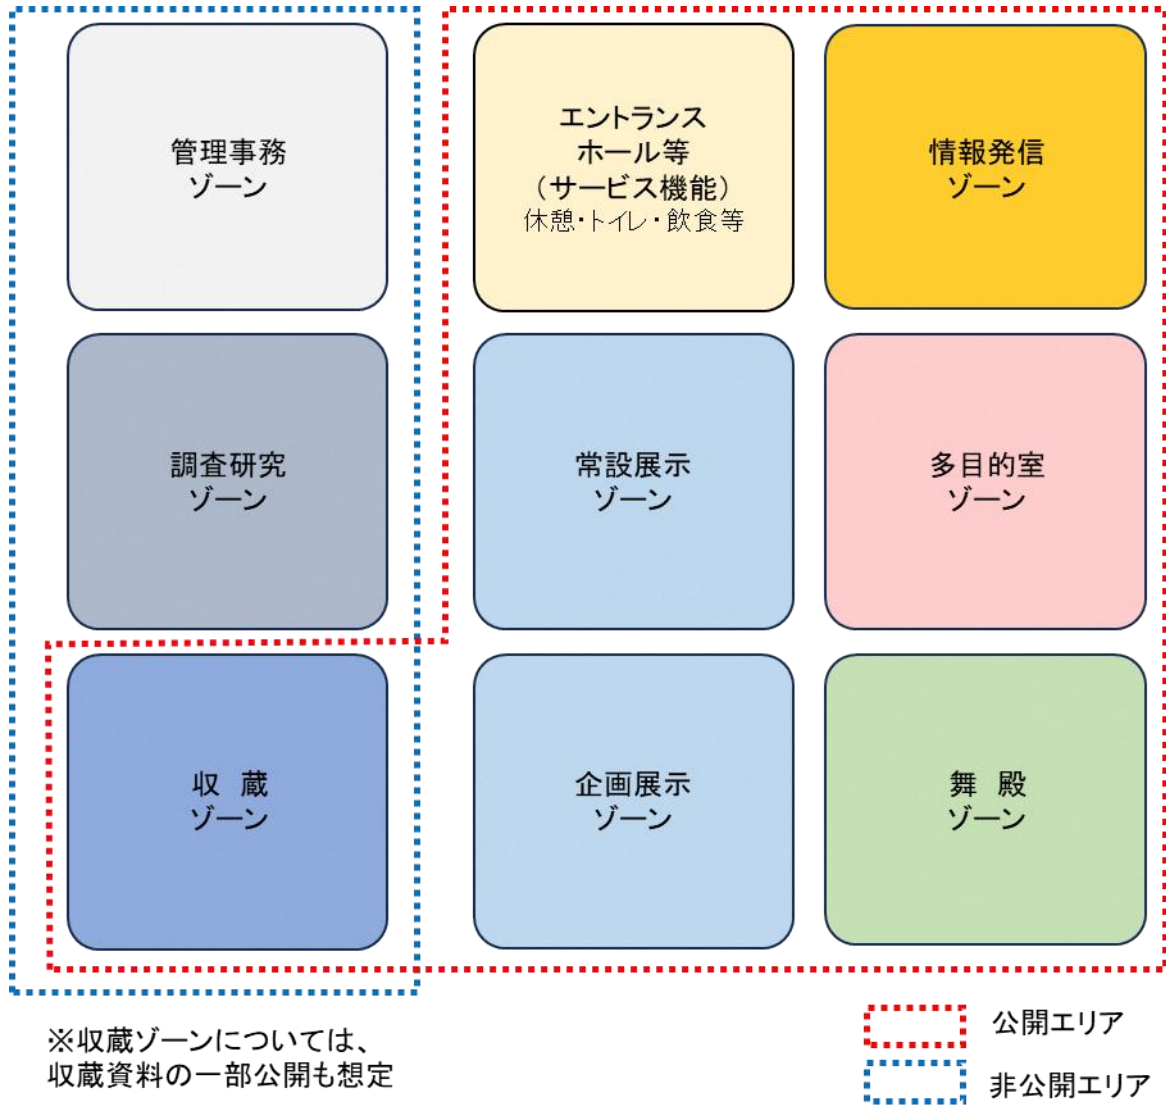 管理事務
ゾーン
エントランス
ホール等
（サービス機能）
休憩・トイレ・飲食等
情報発信
ゾーン
調査研究
ゾーン
常設展示
ゾーン
多目的室
ゾーン
収　蔵
ゾーン
企画展示
ゾーン
舞　殿
ゾーン
※収蔵ゾーンについては、
収蔵資料の一部公開も想定
公開エリア
非公開エリア